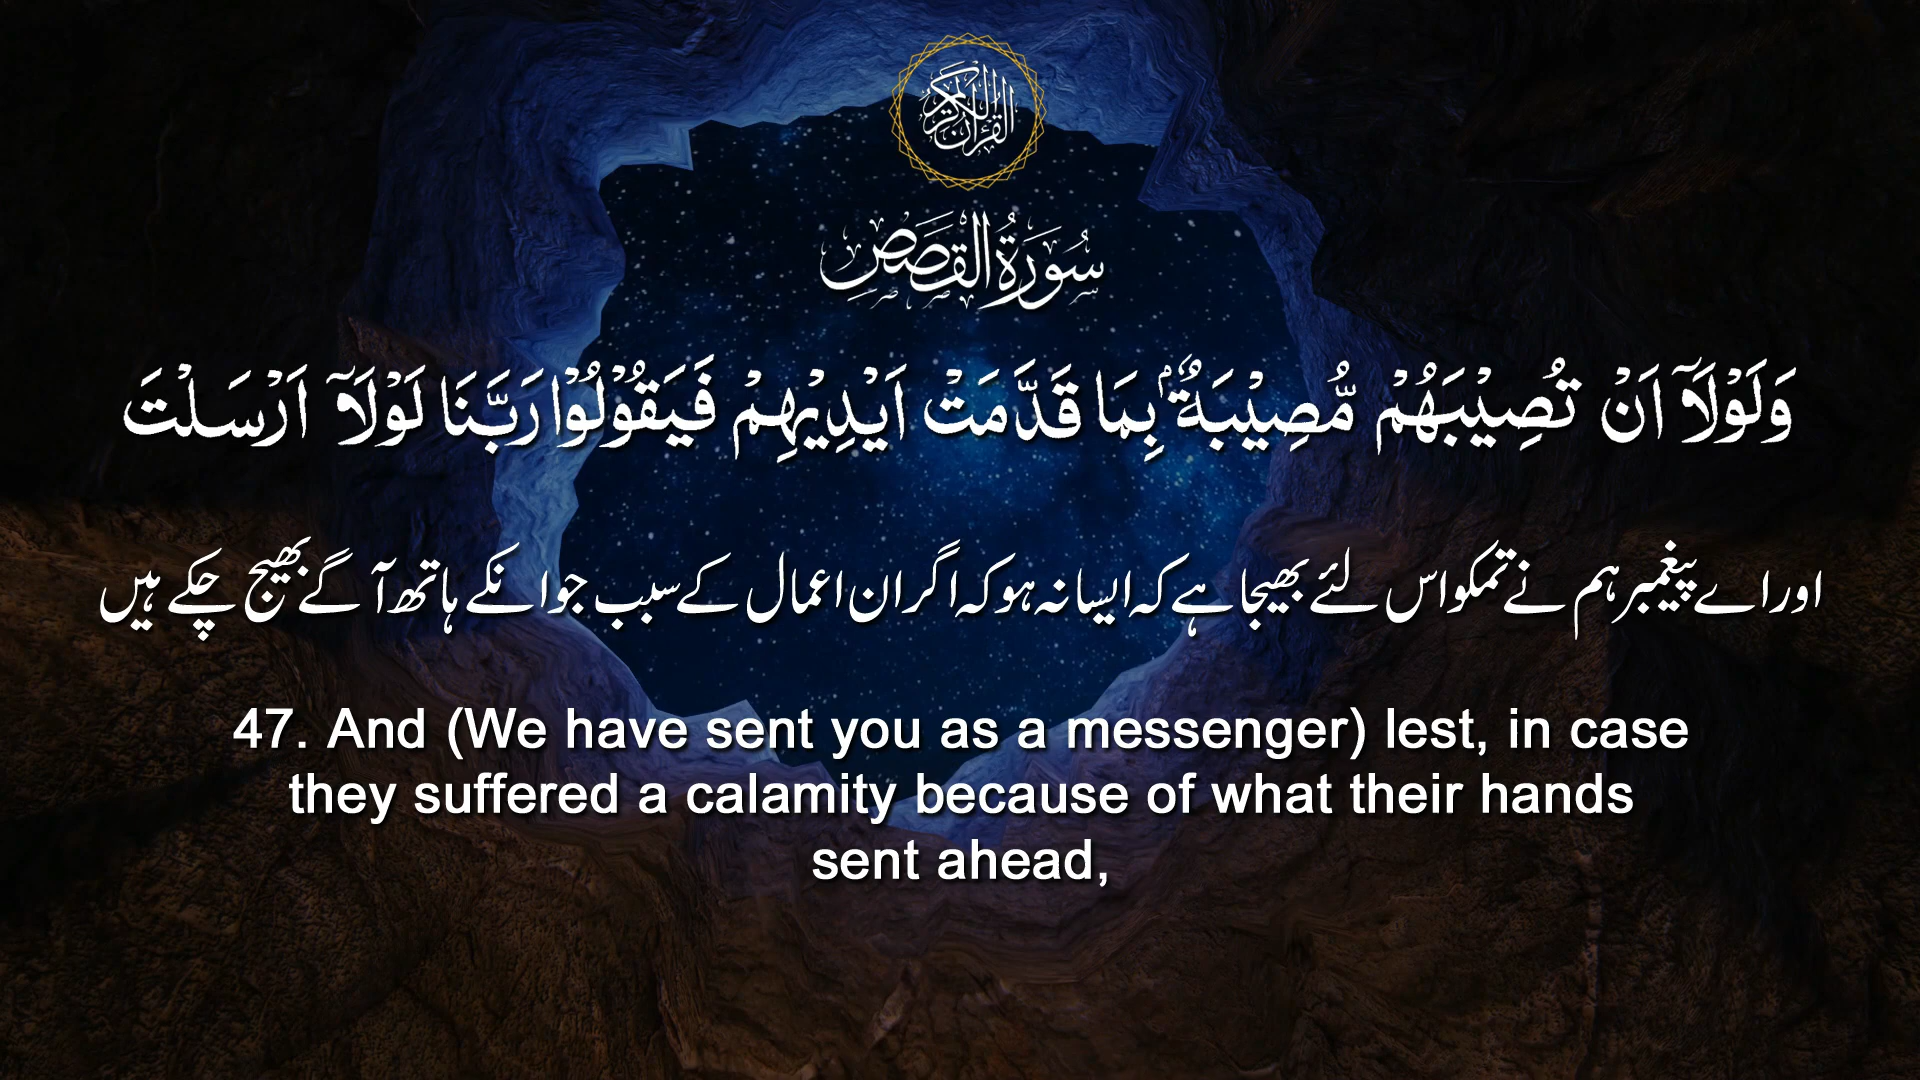 القرآن الكريم
سُورَةُ الْقَصَصِ
وَلَوْلَاۤ اَنْ تُصِيْبَهُمْ مُّصِيْبَةٌۢ بِمَا قَدَّمَتْ اَيْدِيْهِمْ فَيَقُوْلُوْا رَبَّنَا لَوْلَاۤ اَرْسَلْتَ
اور اے پیغمبر ہم نے تمکو اس لئے بھیجا ہے کہ ایسا نہ ہو کہ اگر ان اعمال کے سبب جو انکے ہاتھ آگے بھیج چکے ہیں
47. And (We have sent you as a messenger) lest, in case
they suffered a calamity because of what their hands
sent ahead,